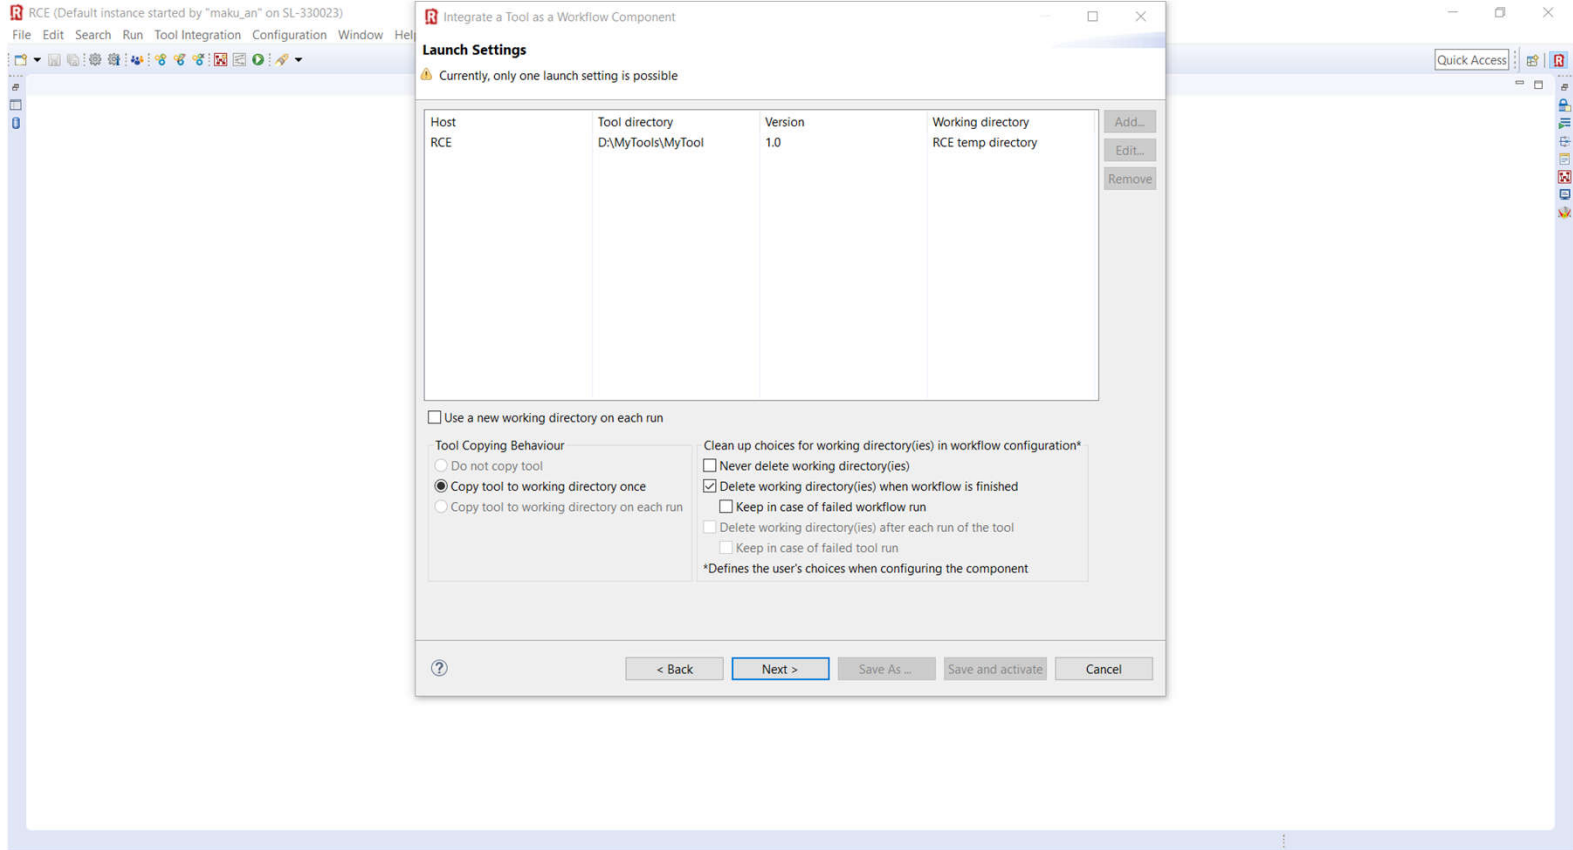 RCE (Default instance started by "maku_an" on SL-330023)
File Edit Search Run Tool Integration Configuration Window Help
Quick Access
Integrate a Tool as a Workflow Component
Launch Settings
Currently, only one launch setting is possible
Host Tool directory Version Working directory
RCE D:\MyTools\MyTool 1.0 RCE temp directory
Add...
Edit...
Remove
Use a new working directory on each run
Tool Copying Behaviour
Do not copy tool
Copy tool to working directory once
Copy tool to working directory on each run
Clean up choices for working directory(ies) in workflow configuration*
Never delete working directory(ies)
Delete working directory(ies) when workflow is finished
Keep in case of failed workflow run
Delete working directory(ies) after each run of the tool
Keep in case of failed tool run
*Defines the user's choices when configuring the component
< Back Next > Save As ... Save and activate Cancel